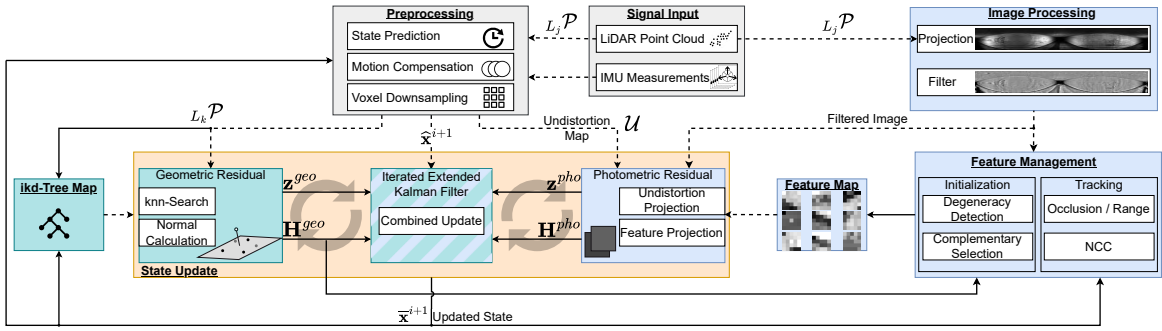 Preprocessing
State Prediction
Motion Compensation
Voxel Downsampling
Signal Input
LiDAR Point Cloud
IMU Measurements
Image Processing
Projection
Filter
L_j 𝒫
L_j 𝒫
L_k 𝒫
x̂^{i+1}
Undistortion
Map
𝒰
Filtered Image
ikd-Tree Map
Geometric Residual
knn-Search
Normal
Calculation
State Update
z^{geo}
H^{geo}
Iterated Extended
Kalman Filter
Combined Update
z^{pho}
H^{pho}
Photometric Residual
Undistortion
Projection
Feature Projection
Feature Map
Feature Management
Initialization
Degeneracy
Detection
Complementary
Selection
Tracking
Occlusion / Range
NCC
x̄^{i+1} Updated State